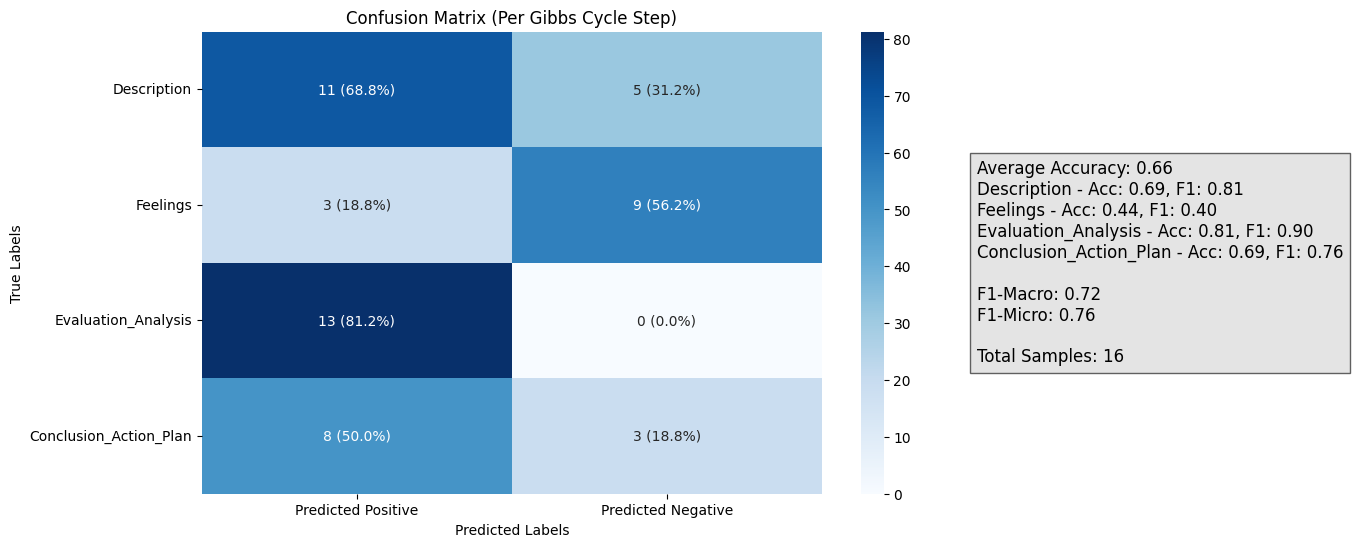 Confusion Matrix (Per Gibbs Cycle Step)
True Labels
Description
Feelings
Evaluation_Analysis
Conclusion_Action_Plan
11 (68.8%)
5 (31.2%)
3 (18.8%)
9 (56.2%)
13 (81.2%)
0 (0.0%)
8 (50.0%)
3 (18.8%)
Predicted Positive
Predicted Negative
Predicted Labels
80
70
60
50
40
30
20
10
0
Average Accuracy: 0.66
Description - Acc: 0.69, F1: 0.81
Feelings - Acc: 0.44, F1: 0.40
Evaluation_Analysis - Acc: 0.81, F1: 0.90
Conclusion_Action_Plan - Acc: 0.69, F1: 0.76
F1-Macro: 0.72
F1-Micro: 0.76
Total Samples: 16